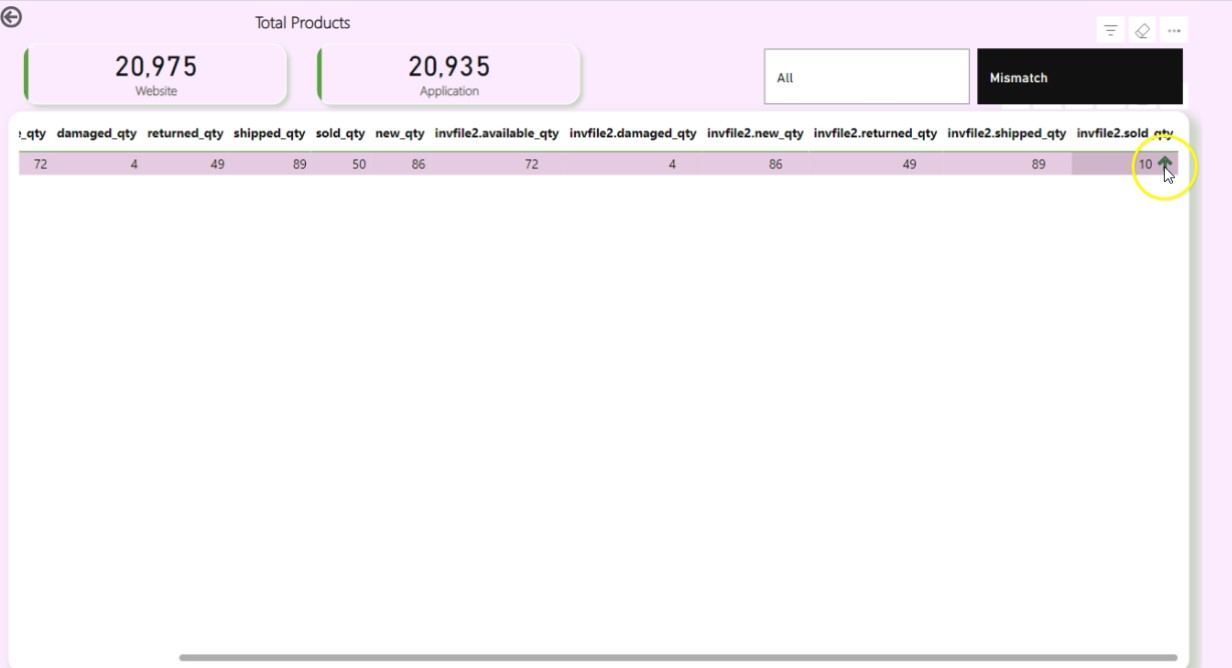 Total Products
20,975
Website
20,935
Application
All
Mismatch
_qty damaged_qty returned_qty shipped_qty sold_qty new_qty invfile2.available_qty invfile2.damaged_qty invfile2.new_qty invfile2.returned_qty invfile2.shipped_qty invfile2.sold_qty
72 4 49 89 50 86 72 4 86 49 89 10